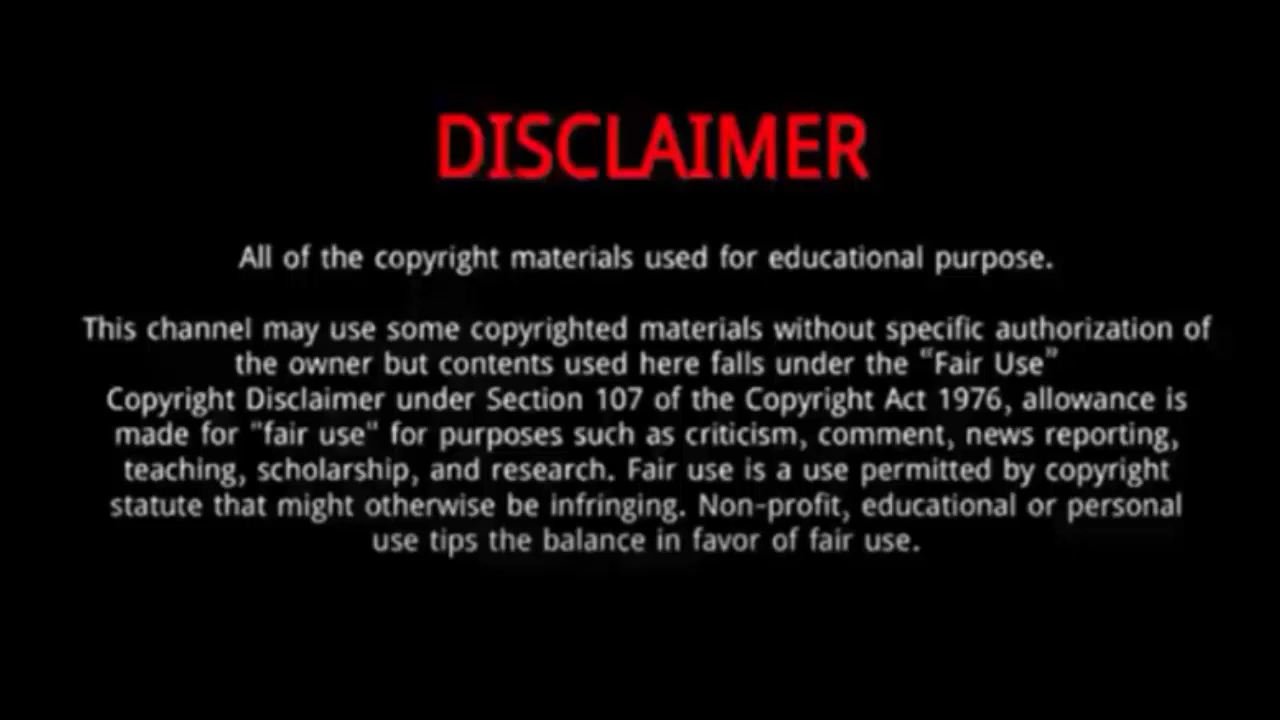 DISCLAIMER
All of the copyright materials used for educational purpose.
This channel may use some copyrighted materials without specific authorization of
the owner but contents used here falls under the “Fair Use”
Copyright Disclaimer under Section 107 of the Copyright Act 1976, allowance is
made for "fair use" for purposes such as criticism, comment, news reporting,
teaching, scholarship, and research. Fair use is a use permitted by copyright
statute that might otherwise be infringing. Non-profit, educational or personal
use tips the balance in favor of fair use.